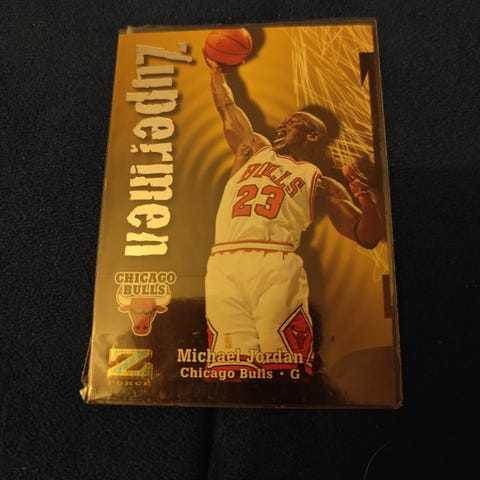 Zupermen
BULLS
23
CHICAGO
BULLS
Z
FORCE
Michael Jordan
Chicago Bulls • G